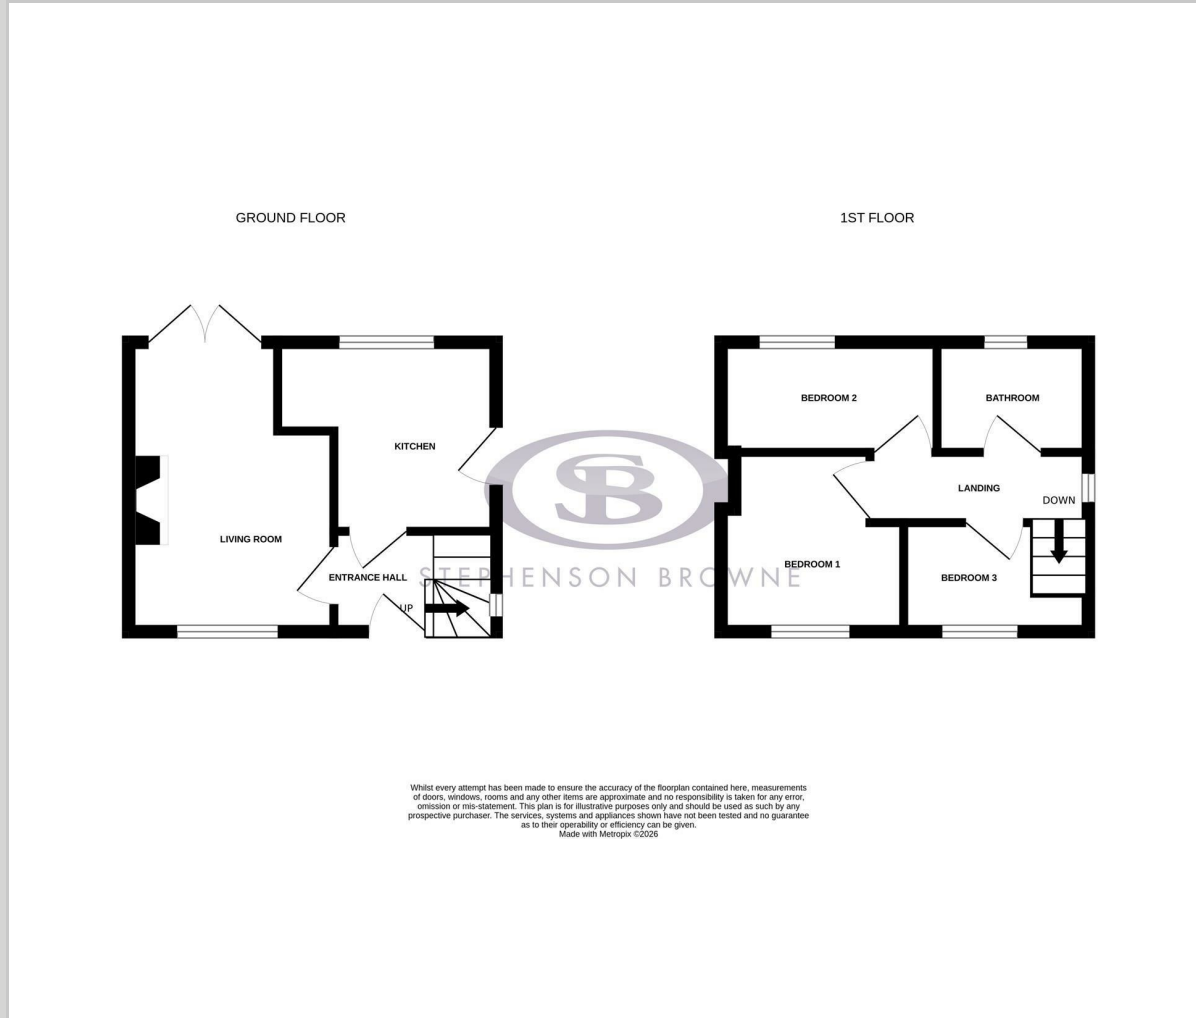 GROUND FLOOR
1ST FLOOR
BEDROOM 2
BATHROOM
KITCHEN
SB
LANDING
DOWN
LIVING ROOM
BEDROOM 1
ENTRANCE HALL
STEPHENSON BROWNE
BEDROOM 3
UP
Whilst every attempt has been made to ensure the accuracy of the floorplan contained here, measurements
of doors, windows, rooms and any other items are approximate and no responsibility is taken for any error,
omission or mis-statement. This plan is for illustrative purposes only and should be used as such by any
prospective purchaser. The services, systems and appliances shown have not been tested and no guarantee
as to their operability or efficiency can be given.
Made with Metropix ©2026